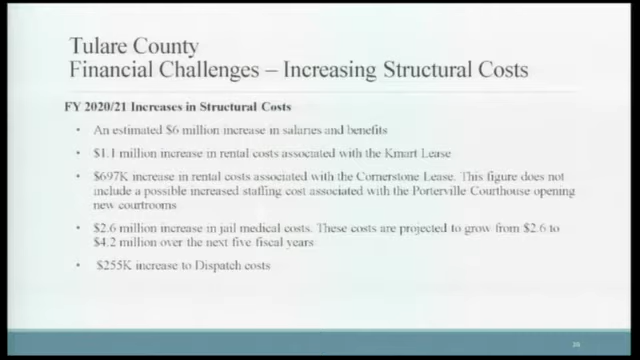 Tulare County
Financial Challenges – Increasing Structural Costs
FY 2020/21 Increases in Structural Costs
• An estimated $6 million increase in salaries and benefits
• $1.1 million increase in rental costs associated with the Kmart Lease
• $697K increase in rental costs associated with the Cornerstone Lease. This figure does not
include a possible increased staffing cost associated with the Porterville Courthouse opening
new courtrooms
• $2.6 million increase in jail medical costs. These costs are projected to grow from $2.6 to
$4.2 million over the next five fiscal years
• $255K increase to Dispatch costs